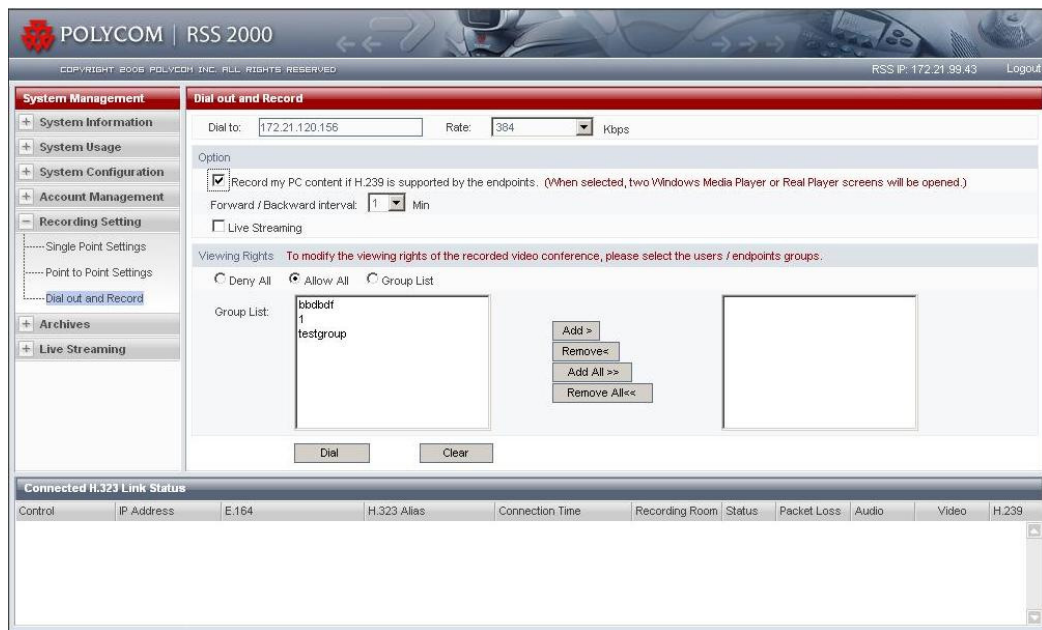 POLYCOM | RSS 2000
COPYRIGHT 2006 POLYCOM INC. ALL RIGHTS RESERVED
RSS IP: 172.21.99.43 Logout
System Management
+ System Information
+ System Usage
+ System Configuration
+ Account Management
− Recording Setting
Single Point Settings
Point to Point Settings
Dial out and Record
+ Archives
+ Live Streaming
Dial out and Record
Dial to: 172.21.120.156 Rate: 384 Kbps
Option
Record my PC content if H.239 is supported by the endpoints. (When selected, two Windows Media Player or Real Player screens will be opened.)
Forward / Backward interval: 1 Min
Live Streaming
Viewing Rights To modify the viewing rights of the recorded video conference, please select the users / endpoints groups.
Deny All Allow All Group List
Group List:
bbdbdf
1
testgroup
Add >
Remove<
Add All >>
Remove All<<
Dial Clear
Connected H.323 Link Status
Control IP Address E.164 H.323 Alias Connection Time Recording Room Status Packet Loss Audio Video H.239